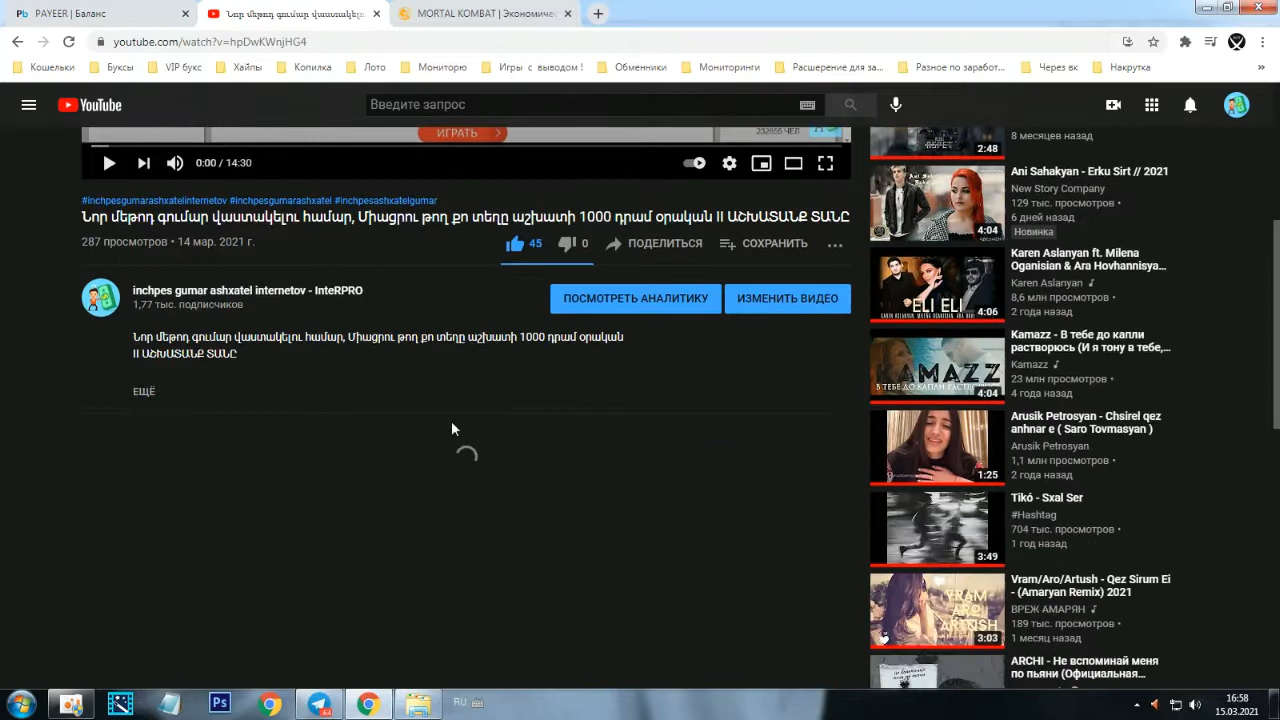 PAYEER | Баланс
Նոր մեթոդ գումար վաստակելու
MORTAL KOMBAT | Экономичес
youtube.com/watch?v=hpDwKWnjHG4
Кошельки
Буксы
VIP букс
Хайпы
Копилка
Лото
Мониторю
Игры с выводом !
Обменники
Мониторинги
Расшерение для за...
Разное по заработ...
Через вк
Накрутка
YouTube
Введите запрос
ИГРАТЬ
0:00 / 14:30
#inchpesgumarashxatelinternetov #inchpesgumarashxatel #inchpesashxatelgumar
Նոր մեթոդ գումար վաստակելու համար, Միացրու թող քո տեղը աշխատի 1000 դրամ օրական II ԱՇԽԱՏԱՆՔ ՏԱՆԸ
287 просмотров • 14 мар. 2021 г.
45
0
ПОДЕЛИТЬСЯ
СОХРАНИТЬ
inchpes gumar ashxatel internetov - InteRPRO
1,77 тыс. подписчиков
ПОСМОТРЕТЬ АНАЛИТИКУ
ИЗМЕНИТЬ ВИДЕО
Նոր մեթոդ գումար վաստակելու համար, Միացրու թող քո տեղը աշխատի 1000 դրամ օրական
II ԱՇԽԱՏԱՆՔ ՏԱՆԸ
ЕЩЁ
8 месяцев назад
2:48
Ani Sahakyan - Erku Sirt // 2021
New Story Company
129 тыс. просмотров •
6 дней назад
Новинка
4:04
Karen Aslanyan ft. Milena
Oganisian & Ara Hovhannisya...
Karen Aslanyan
8,6 млн просмотров •
2 года назад
ELI ELI
4:06
Kamazz - В тебе до капли
растворюсь (И я тону в тебе,...
Kamazz
23 млн просмотров •
4 года назад
KAMAZZ
4:04
Arusik Petrosyan - Chsirel qez
anhnar e ( Saro Tovmasyan )
Arusik Petrosyan
1,1 млн просмотров •
2 года назад
1:25
Tikó - Sxal Ser
#Hashtag
704 тыс. просмотров •
1 год назад
3:49
Vram/Aro/Artush - Qez Sirum Ei
- (Amaryan Remix) 2021
ВРЕЖ АМАРЯН
189 тыс. просмотров •
1 месяц назад
VRAM
ARO
ARTUSH
3:03
ARCHI - Не вспоминай меня
по пьяни (Официальная...
RU
16:58
15.03.2021